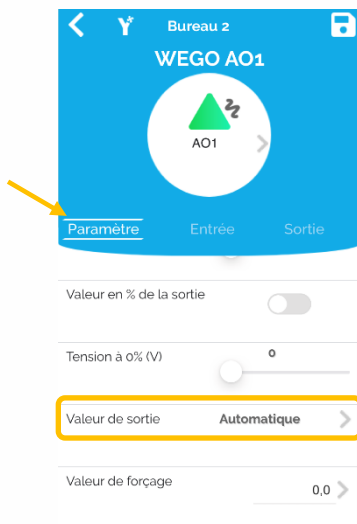 Bureau 2
WEGO AO1
AO1
Paramètre Entrée Sortie
Valeur en % de la sortie
Tension à 0% (V) 0
Valeur de sortie Automatique
Valeur de forçage
0,0